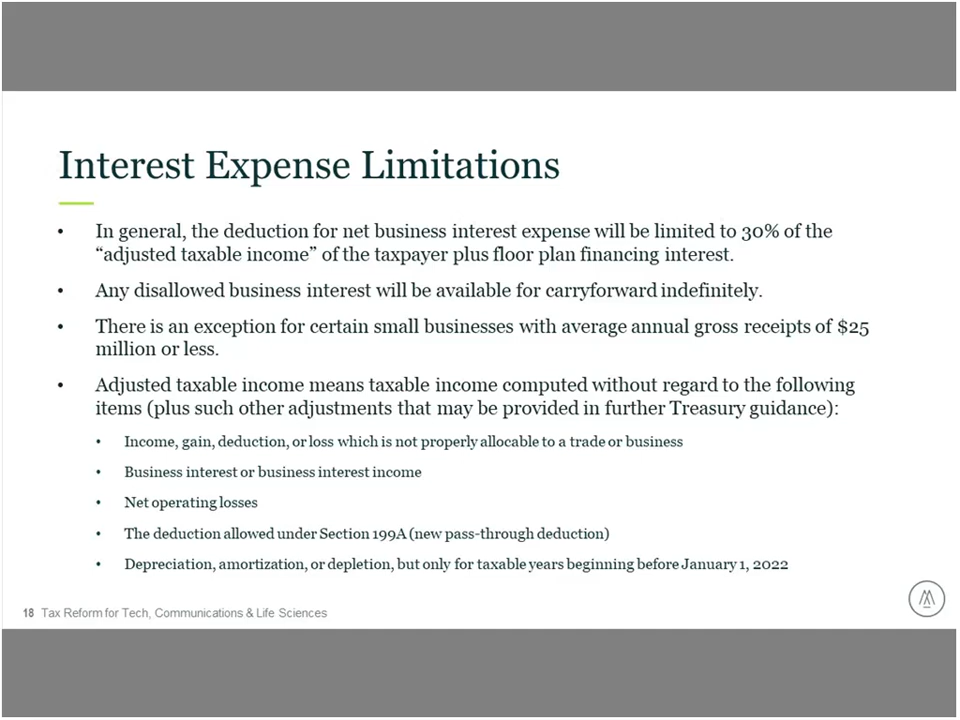 Interest Expense Limitations
• In general, the deduction for net business interest expense will be limited to 30% of the
“adjusted taxable income” of the taxpayer plus floor plan financing interest.
• Any disallowed business interest will be available for carryforward indefinitely.
• There is an exception for certain small businesses with average annual gross receipts of $25
million or less.
• Adjusted taxable income means taxable income computed without regard to the following
items (plus such other adjustments that may be provided in further Treasury guidance):
• Income, gain, deduction, or loss which is not properly allocable to a trade or business
• Business interest or business interest income
• Net operating losses
• The deduction allowed under Section 199A (new pass-through deduction)
• Depreciation, amortization, or depletion, but only for taxable years beginning before January 1, 2022
18 Tax Reform for Tech, Communications & Life Sciences